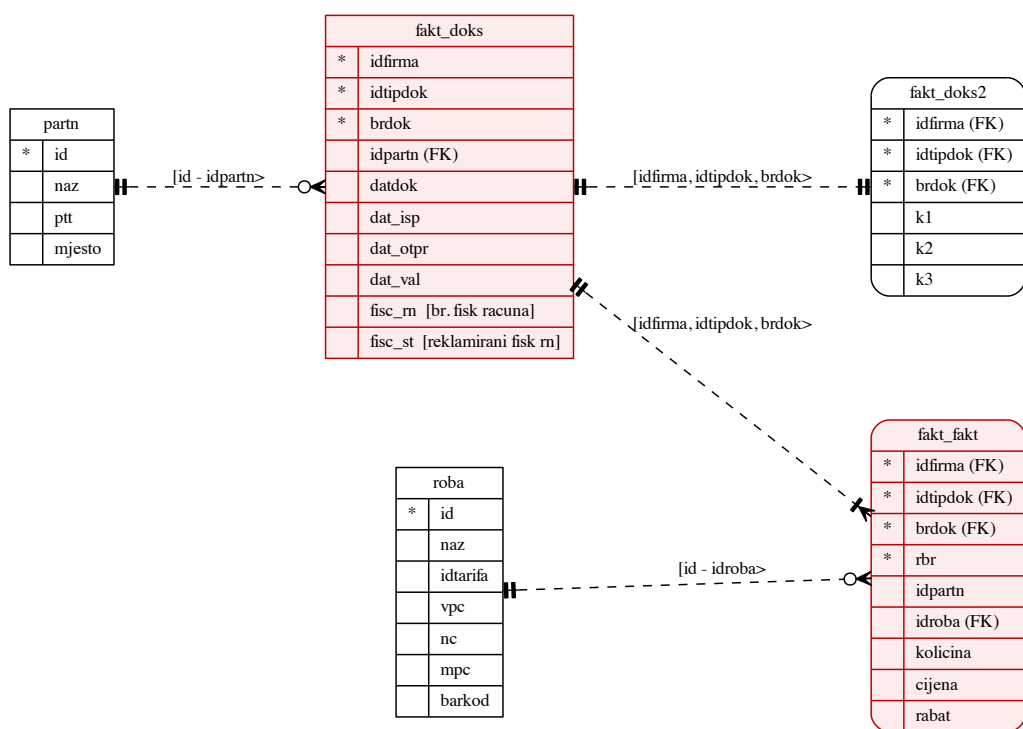 partn
* id
naz
ptt
mjesto
[id - idpartn>
fakt_doks
* idfirma
* idtipdok
* brdok
idpartn (FK)
datdok
dat_isp
dat_otpr
dat_val
fisc_rn [br. fisk racuna]
fisc_st [reklamirani fisk rn]
[idfirma, idtipdok, brdok>
fakt_doks2
* idfirma (FK)
* idtipdok (FK)
* brdok (FK)
k1
k2
k3
[idfirma, idtipdok, brdok>
roba
* id
naz
idtarifa
vpc
nc
mpc
barkod
[id - idroba>
fakt_fakt
* idfirma (FK)
* idtipdok (FK)
* brdok (FK)
* rbr
idpartn
idroba (FK)
kolicina
cijena
rabat